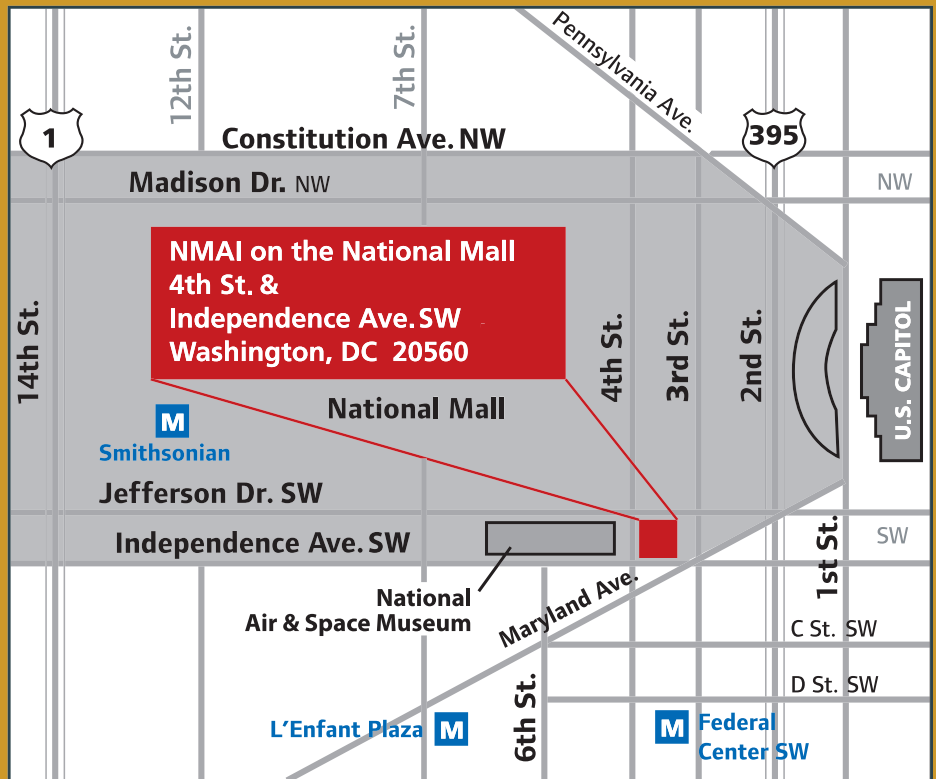 12th St.
7th St.
Pennsylvania Ave.
1
Constitution Ave. NW
395
Madison Dr. NW
NW
NMAI on the National Mall
4th St. &
Independence Ave. SW
Washington, DC 20560
14th St.
4th St.
3rd St.
2nd St.
U.S. CAPITOL
National Mall
M
Smithsonian
Jefferson Dr. SW
Independence Ave. SW
SW
1st St.
National
Air & Space Museum
Maryland Ave.
C St. SW
D St. SW
6th St.
L'Enfant Plaza M
M Federal
Center SW